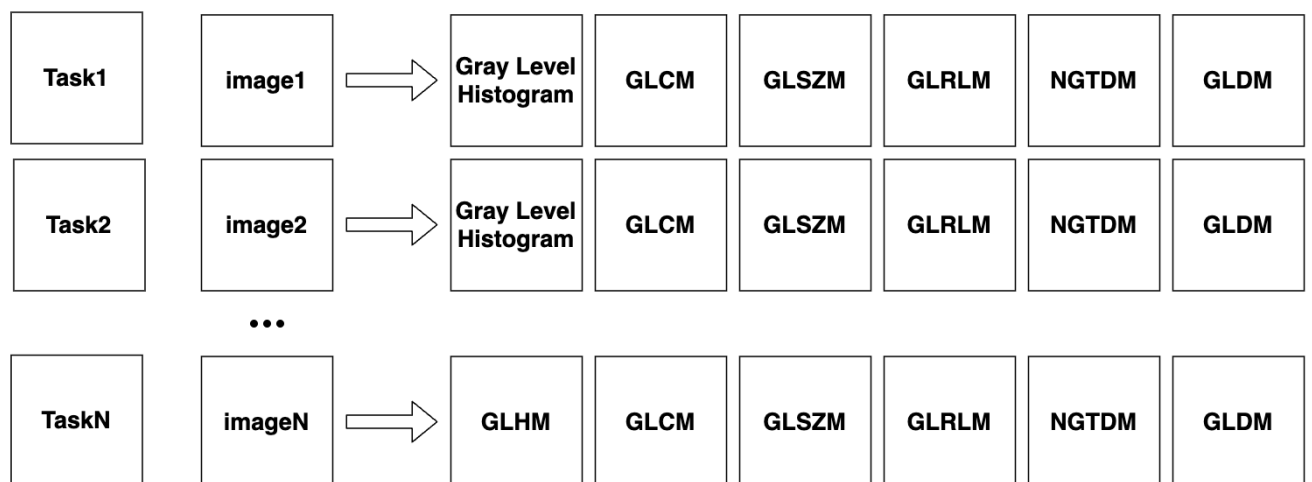 Task1 image1 Gray Level Histogram GLCM GLSZM GLRLM NGTDM GLDM
Task2 image2 Gray Level Histogram GLCM GLSZM GLRLM NGTDM GLDM
•••
TaskN imageN GLHM GLCM GLSZM GLRLM NGTDM GLDM